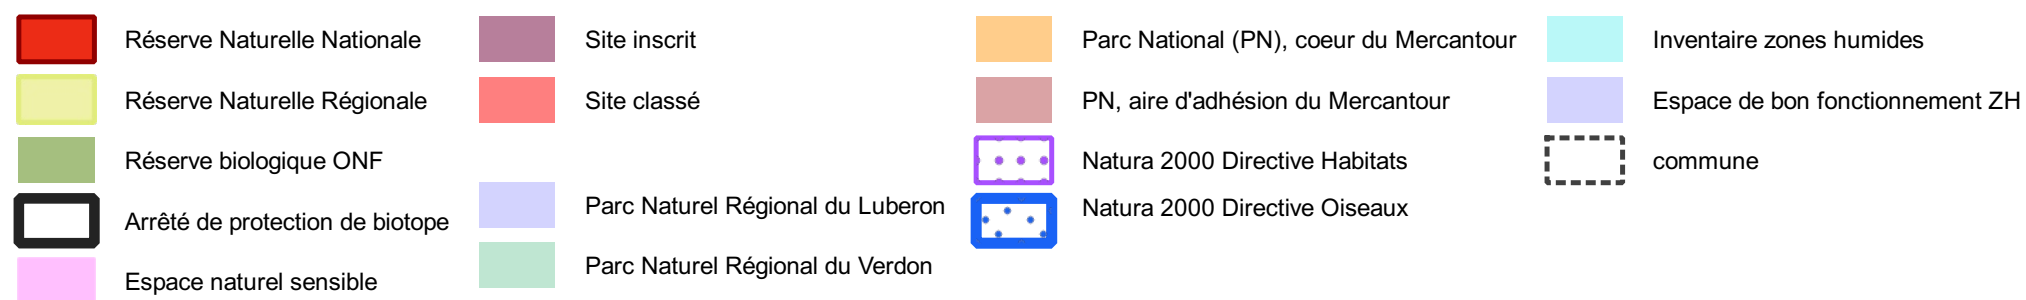 Réserve Naturelle Nationale
Réserve Naturelle Régionale
Réserve biologique ONF
Arrêté de protection de biotope
Espace naturel sensible
Site inscrit
Site classé
Parc Naturel Régional du Luberon
Parc Naturel Régional du Verdon
Parc National (PN), coeur du Mercantour
PN, aire d'adhésion du Mercantour
Natura 2000 Directive Habitats
Natura 2000 Directive Oiseaux
Inventaire zones humides
Espace de bon fonctionnement ZH
commune